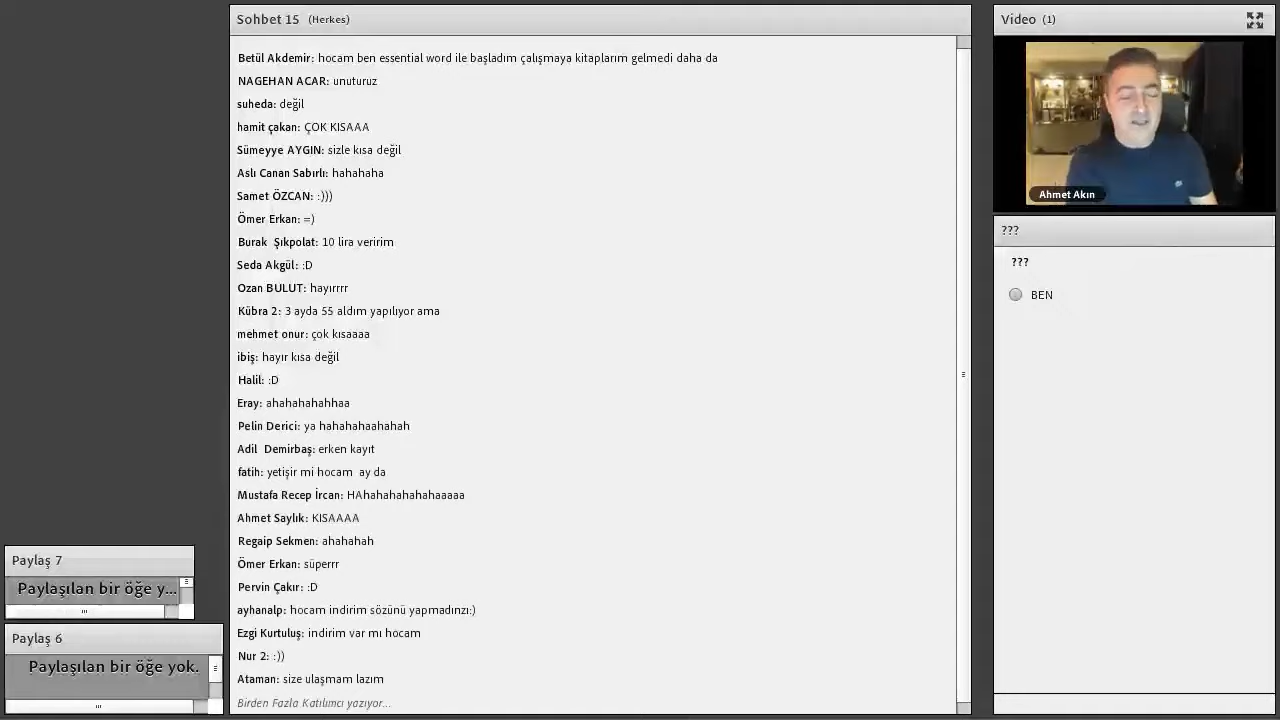 Sohbet 15 (Herkes)
Betül Akdemir: hocam ben essential word ile başladım çalışmaya kitaplarım gelmedi daha da
NAGEHAN ACAR: unuturuz
suheda: değil
hamit çakan: ÇOK KISAAA
Sümeyye AYGIN: sizle kısa değil
Aslı Canan Sabırlı: hahahaha
Samet ÖZCAN: :)))
Ömer Erkan: =)
Burak Şıkpolat: 10 lira veririm
Seda Akgül: :D
Ozan BULUT: hayırrrr
Kübra 2: 3 ayda 55 aldım yapılıyor ama
mehmet onur: çok kısaaaa
ibiş: hayır kısa değil
Halil: :D
Eray: ahahahahahhaa
Pelin Derici: ya hahahahaahahah
Adil Demirbaş: erken kayıt
fatih: yetişir mi hocam ay da
Mustafa Recep İrcan: HAhahahahahahaaaaa
Ahmet Saylık: KISAAAA
Regaip Sekmen: ahahahah
Ömer Erkan: süperrr
Pervin Çakır: :D
ayhanalp: hocam indirim sözünü yapmadınzı:)
Ezgi Kurtuluş: indirim var mı hocam
Nur 2: :))
Ataman: size ulaşmam lazım
Birden Fazla Katılımcı yazıyor...
Video (1)
Ahmet Akın
???
???
BEN
Paylaş 7
Paylaşılan bir öğe y...
Paylaş 6
Paylaşılan bir öğe yok.